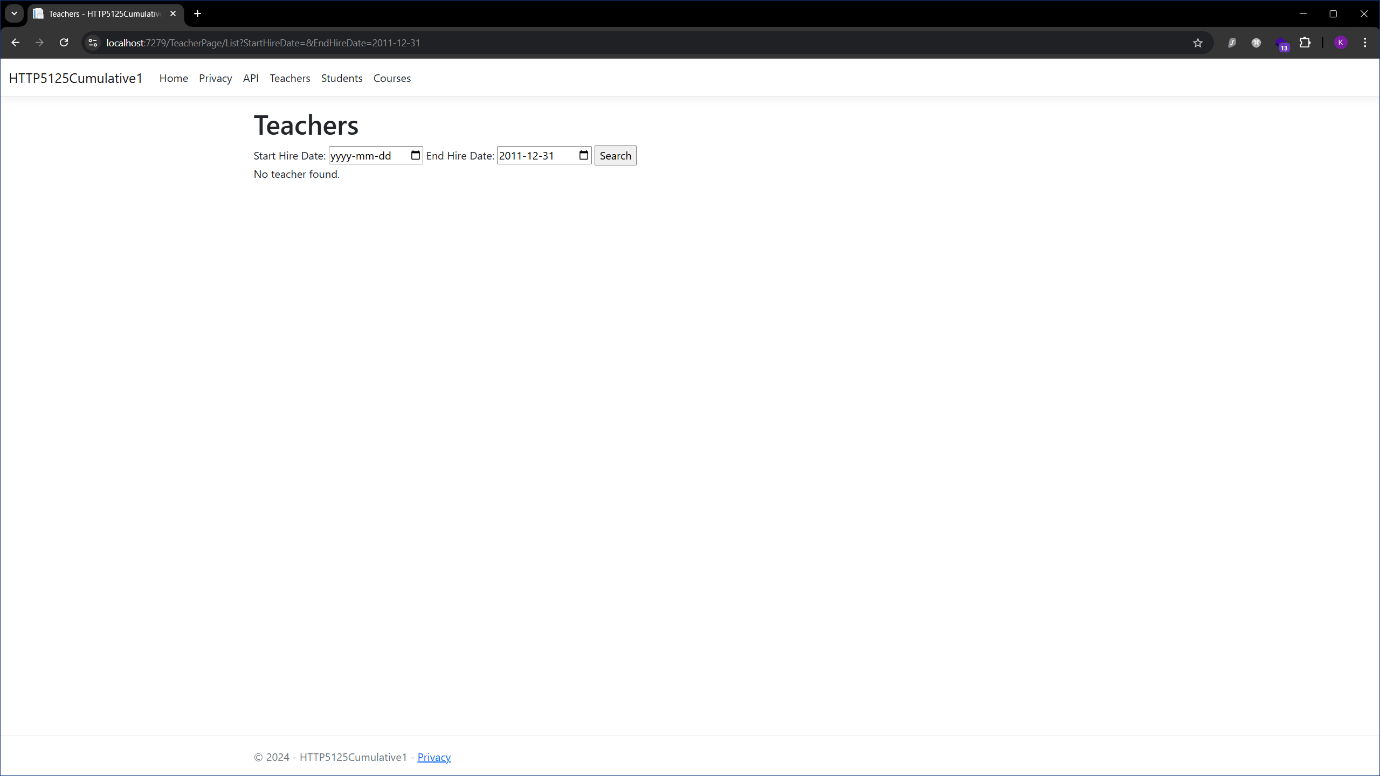 Teachers - HTTP5125Cumulativ
localhost:7279/TeacherPage/List?StartHireDate=&EndHireDate=2011-12-31
13
K
HTTP5125Cumulative1 Home Privacy API Teachers Students Courses
Teachers
Start Hire Date: yyyy-mm-dd End Hire Date: 2011-12-31 Search
No teacher found.
© 2024 - HTTP5125Cumulative1 - Privacy